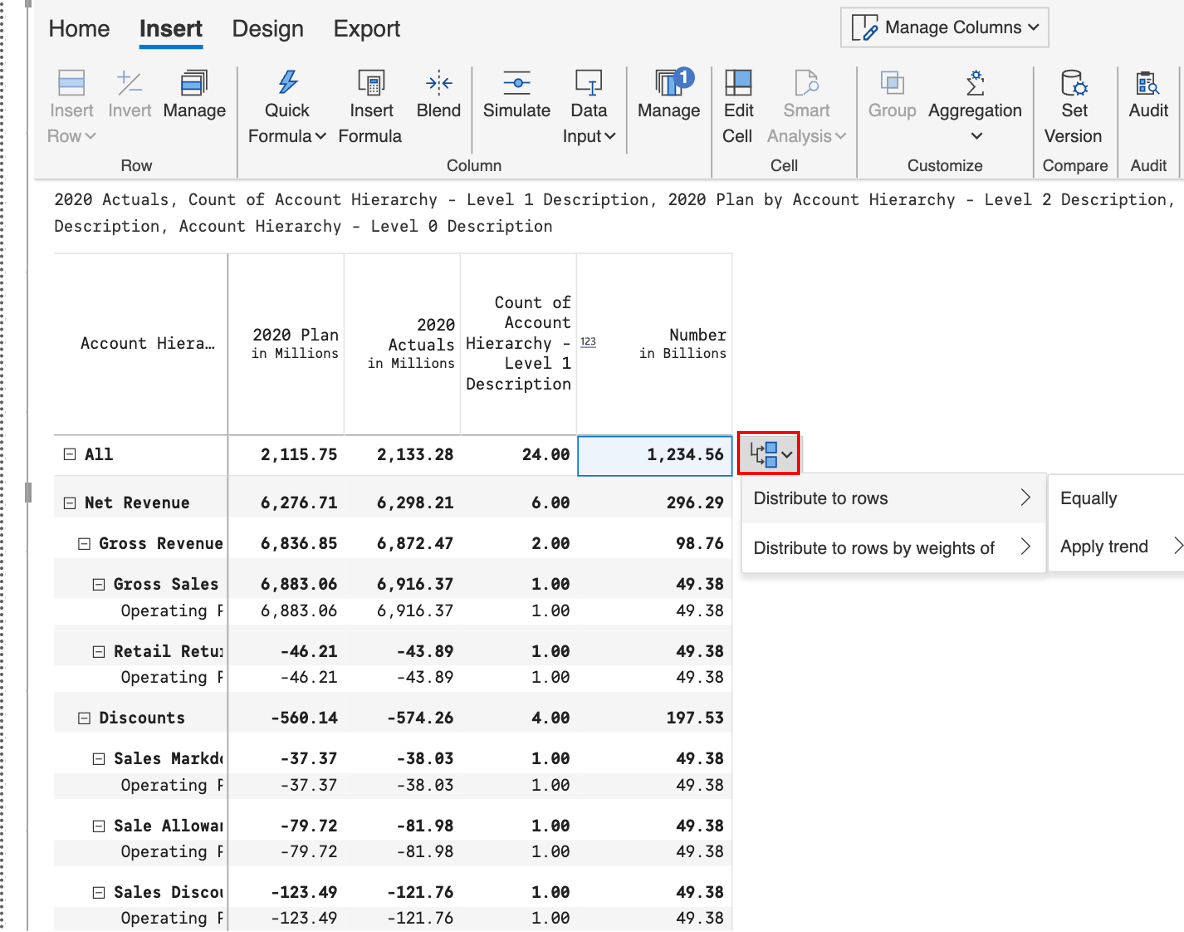 Home Insert Design Export Manage Columns
Insert Row Invert Manage Quick Formula Insert Formula Blend Simulate Data Input Manage 1 Edit Cell Smart Analysis Group Aggregation Set Version Audit
Row Column Cell Customize Compare Audit
2020 Actuals, Count of Account Hierarchy - Level 1 Description, 2020 Plan by Account Hierarchy - Level 2 Description,
Description, Account Hierarchy - Level 0 Description
Account Hiera… 2020 Plan in Millions 2020 Actuals in Millions Count of Account Hierarchy - Level 1 Description 123 Number in Billions
All 2,115.75 2,133.28 24.00 1,234.56
Distribute to rows Equally
Distribute to rows by weights of Apply trend
Net Revenue 6,276.71 6,298.21 6.00 296.29
Gross Revenue 6,836.85 6,872.47 2.00 98.76
Gross Sales 6,883.06 6,916.37 1.00 49.38
Operating 6,883.06 6,916.37 1.00 49.38
Retail -46.21 -43.89 1.00 49.38
Operating -46.21 -43.89 1.00 49.38
Discounts -560.14 -574.26 4.00 197.53
Sales -37.37 -38.03 1.00 49.38
Operating -37.37 -38.03 1.00 49.38
Sale -79.72 -81.98 1.00 49.38
Operating -79.72 -81.98 1.00 49.38
Sales -123.49 -121.76 1.00 49.38
Operating -123.49 -121.76 1.00 49.38